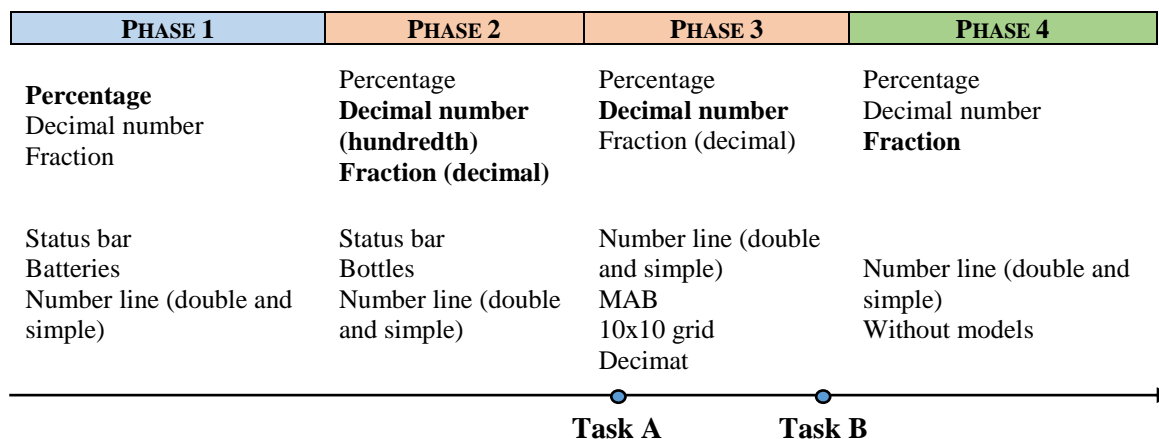 PHASE 1
PHASE 2
PHASE 3
PHASE 4
Percentage
Decimal number
Fraction
Percentage
Decimal number
(hundredth)
Fraction (decimal)
Percentage
Decimal number
Fraction (decimal)
Percentage
Decimal number
Fraction
Status bar
Batteries
Number line (double and
simple)
Status bar
Bottles
Number line (double
and simple)
Number line (double
and simple)
MAB
10x10 grid
Decimat
Number line (double and
simple)
Without models
Task A
Task B